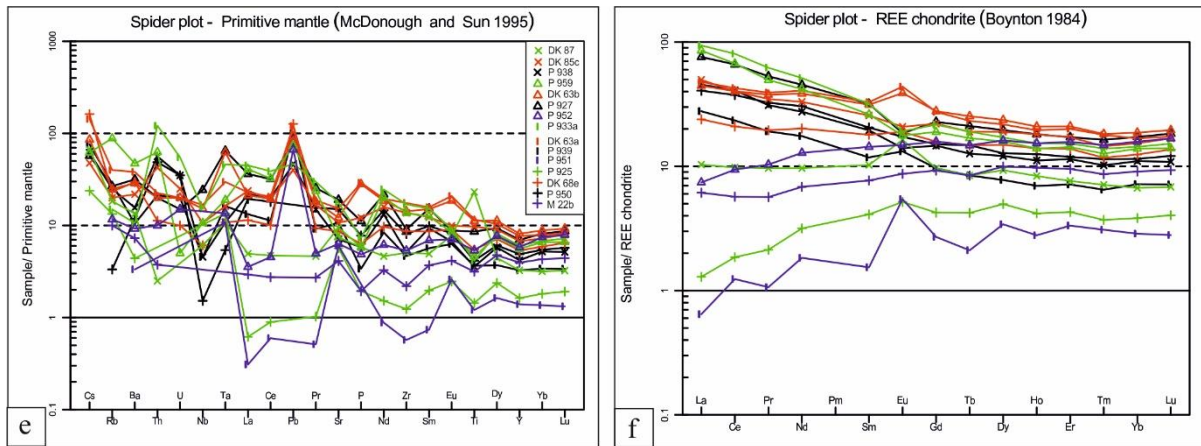 Spider plot - Primitive mantle (McDonough and Sun 1995)
Sample/ Primitive mantle
1000
100
10
1
0.1
DK 87
DK 85c
P 938
P 959
DK 63b
P 927
P 952
P 933a
DK 63a
P 939
P 951
P 925
DK 68e
P 950
M 22b
Cs Ba U Ta Ce Pr P Zr Eu Dy Yb
Rb Th Nb La Pb Sr Nd Sm Ti Y Lu
e
Spider plot - REE chondrite (Boynton 1984)
Sample/ REE chondrite
100
10
1
0.1
La Pr Pm Eu Tb Ho Tm Lu
Ce Nd Sm Gd Dy Er Yb
f